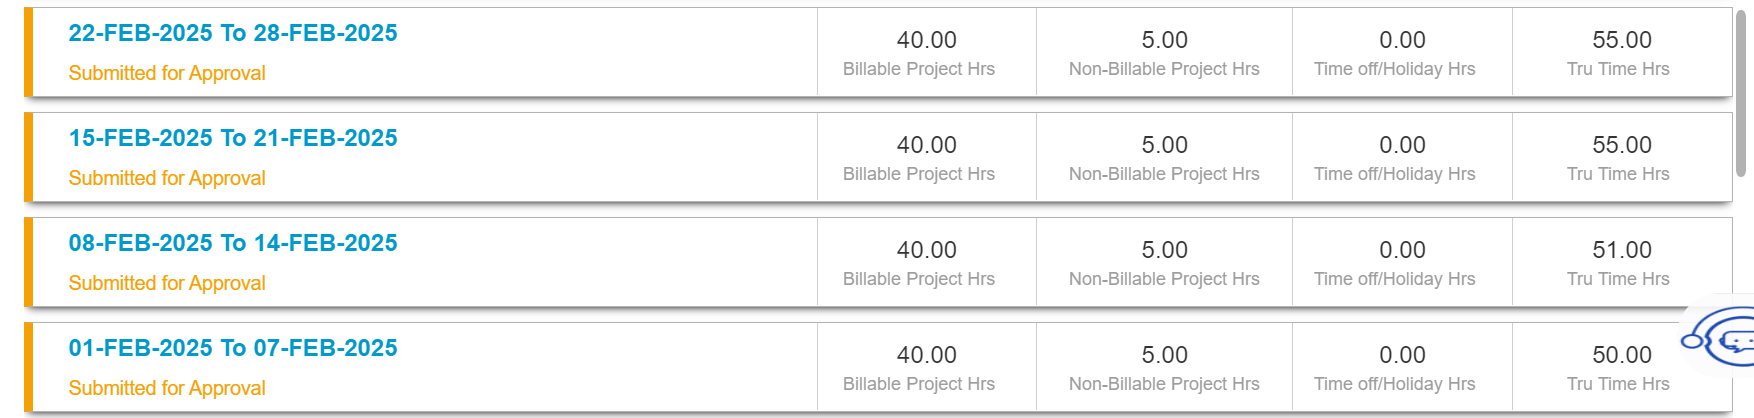 22-FEB-2025 To 28-FEB-2025
Submitted for Approval
40.00
Billable Project Hrs
5.00
Non-Billable Project Hrs
0.00
Time off/Holiday Hrs
55.00
Tru Time Hrs
15-FEB-2025 To 21-FEB-2025
Submitted for Approval
40.00
Billable Project Hrs
5.00
Non-Billable Project Hrs
0.00
Time off/Holiday Hrs
55.00
Tru Time Hrs
08-FEB-2025 To 14-FEB-2025
Submitted for Approval
40.00
Billable Project Hrs
5.00
Non-Billable Project Hrs
0.00
Time off/Holiday Hrs
51.00
Tru Time Hrs
01-FEB-2025 To 07-FEB-2025
Submitted for Approval
40.00
Billable Project Hrs
5.00
Non-Billable Project Hrs
0.00
Time off/Holiday Hrs
50.00
Tru Time Hrs